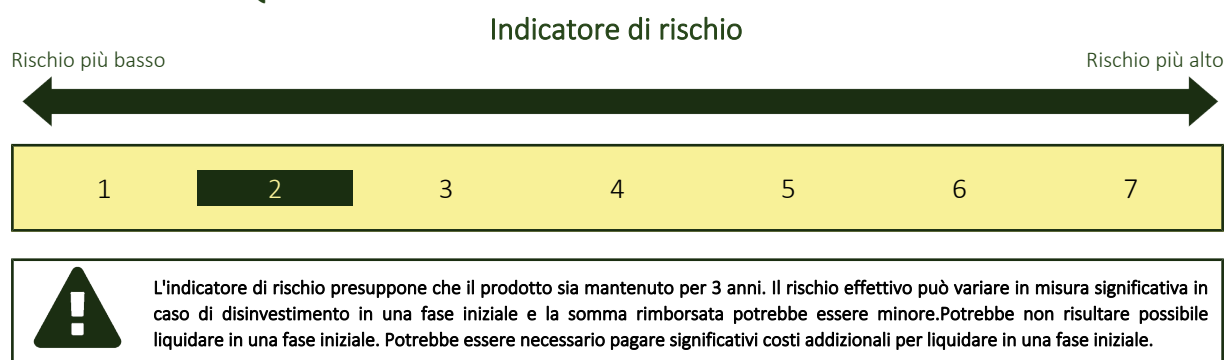 Indicatore di rischio
Rischio più basso Rischio più alto
1 2 3 4 5 6 7
L'indicatore di rischio presuppone che il prodotto sia mantenuto per 3 anni. Il rischio effettivo può variare in misura significativa in
caso di disinvestimento in una fase iniziale e la somma rimborsata potrebbe essere minore.Potrebbe non risultare possibile
liquidare in una fase iniziale. Potrebbe essere necessario pagare significativi costi addizionali per liquidare in una fase iniziale.